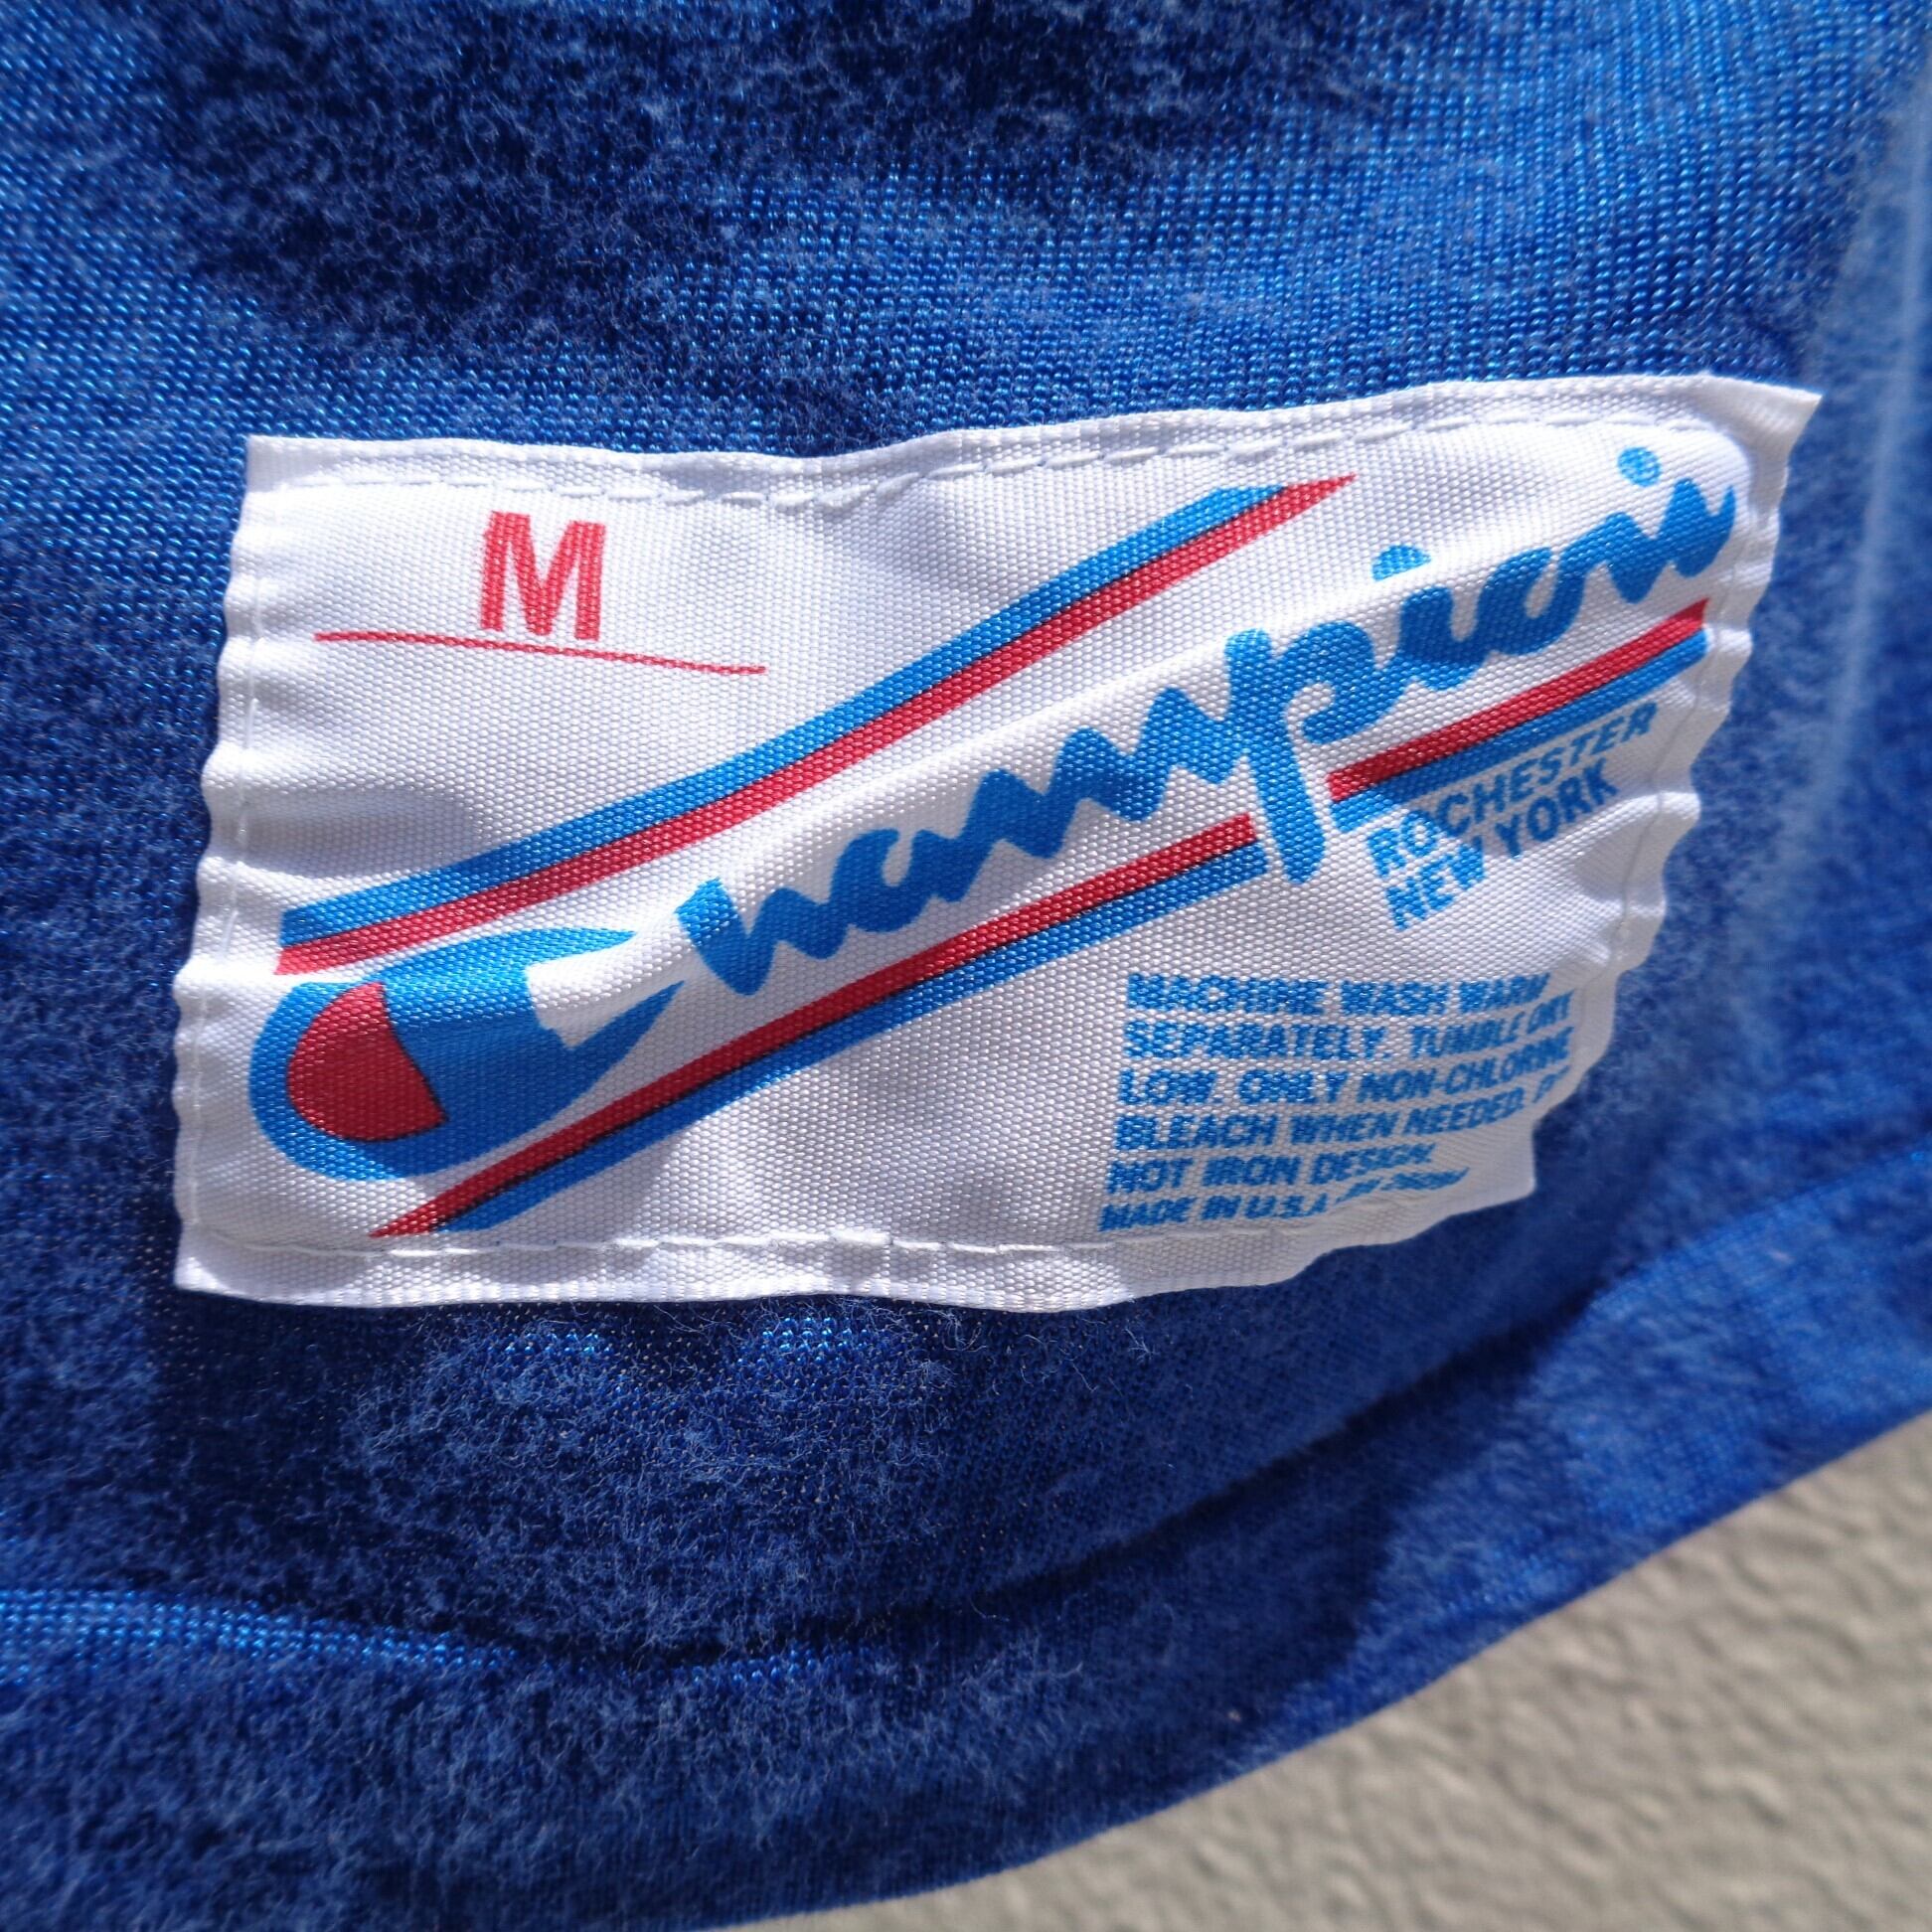 M
Champion®
ROCHESTER
NEW YORK
MACHINE WASH WARM
SEPARATELY. TUMBLE DRY
LOW. ONLY NON-CHLORINE
BLEACH WHEN NEEDED. DO
NOT IRON DESIGN.
MADE IN U.S.A.